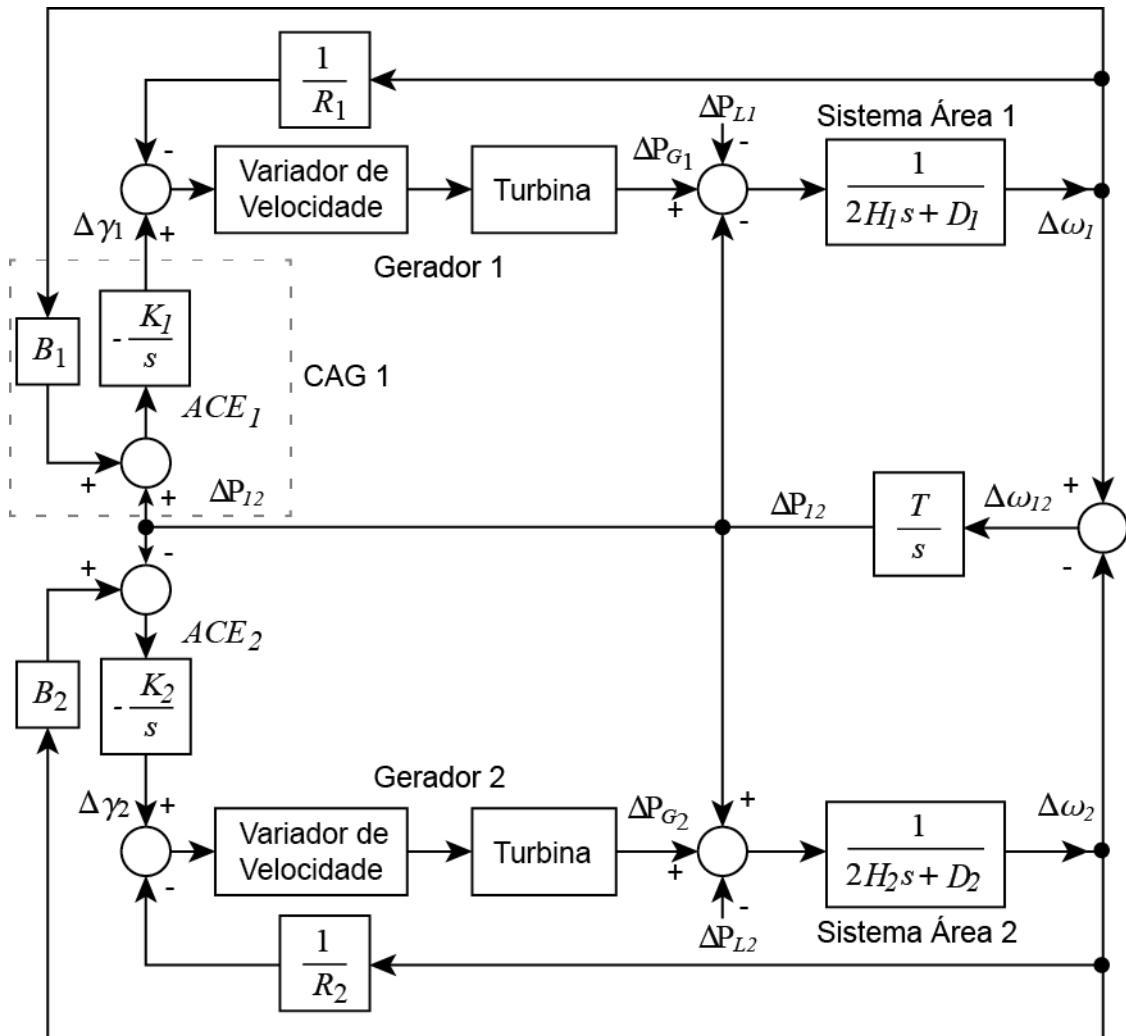 1
R1
ΔPL1
-
Sistema Área 1
-
Variador de
Velocidade
Turbina
ΔPG1
+
-
1
2H1s + D1
Δω1
Δγ1
+
Gerador 1
B1
- K1
s
CAG 1
ACE1
+
+
ΔP12
ΔP12
T
s
Δω12
+
-
-
+
ACE2
B2
- K2
s
Gerador 2
Δγ2
+
-
Variador de
Velocidade
Turbina
ΔPG2
+
+
-
ΔPL2
1
2H2s + D2
Δω2
Sistema Área 2
1
R2